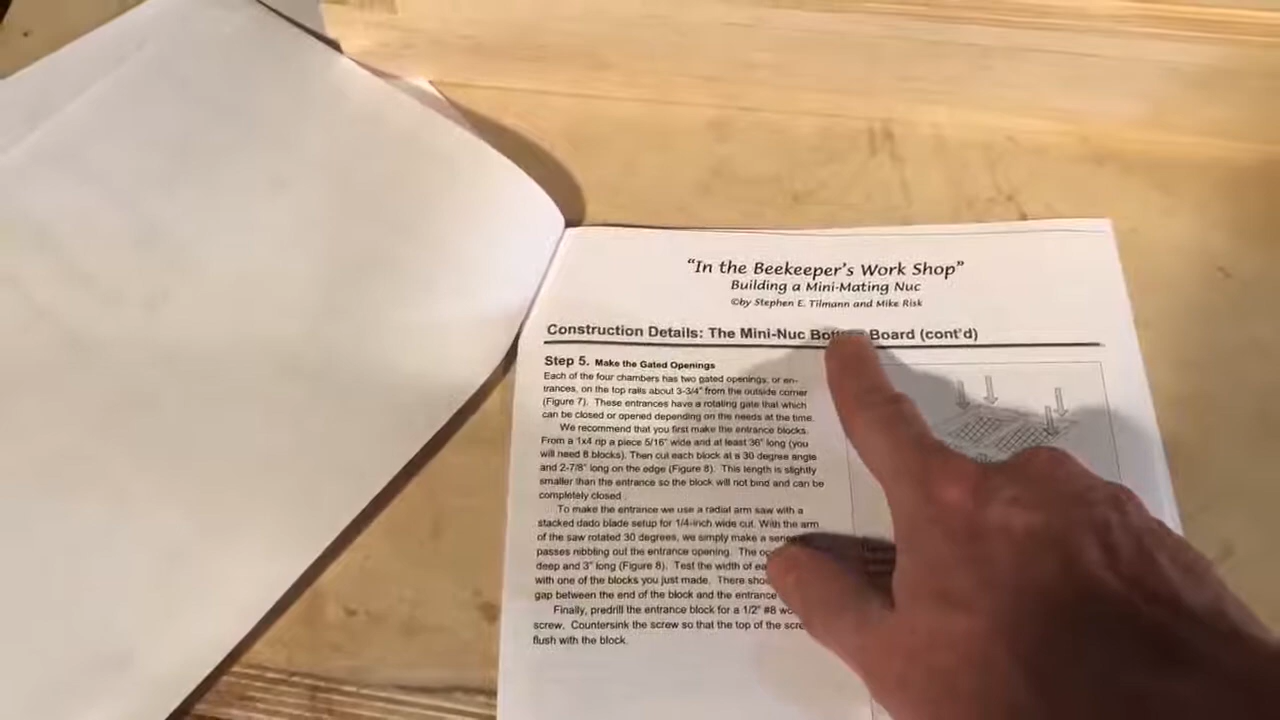 “In the Beekeeper’s Work Shop”
Building a Mini-Mating Nuc
©by Stephen E. Tilmann and Mike Risk
Construction Details: The Mini-Nuc Bottom Board (cont’d)
Step 5. Make the Gated Openings
Each of the four chambers has two gated openings, or en-
trances, on the top rails about 3-3/4" from the outside corner
(Figure 7). These entrances have a rotating gate that which
can be closed or opened depending on the needs at the time.
We recommend that you first make the entrance blocks.
From a 1x4 rip a piece 5/16" wide and at least 36" long (you
will need 8 blocks). Then cut each block at a 30 degree angle
and 2-7/8" long on the edge (Figure 8). This length is slightly
smaller than the entrance so the block will not bind and can be
completely closed.
To make the entrance we use a radial arm saw with a
stacked dado blade setup for 1/4-inch wide cut. With the arm
of the saw rotated 30 degrees, we simply make a series
passes nibbling out the entrance opening. The
deep and 3" long (Figure 8). Test the width of
with one of the blocks you just made. There
gap between the end of the block and the entrance
Finally, predrill the entrance block for a 1/2" #8
screw. Countersink the screw so that the top of the
flush with the block.